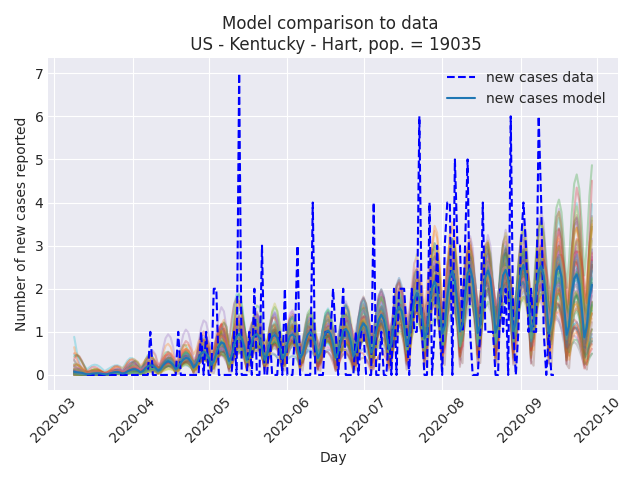 Model comparison to data
US - Kentucky - Hart, pop. = 19035
new cases data
new cases model
Number of new cases reported
7
6
5
4
3
2
1
0
2020-03
2020-04
2020-05
2020-06
2020-07
2020-08
2020-09
2020-10
Day